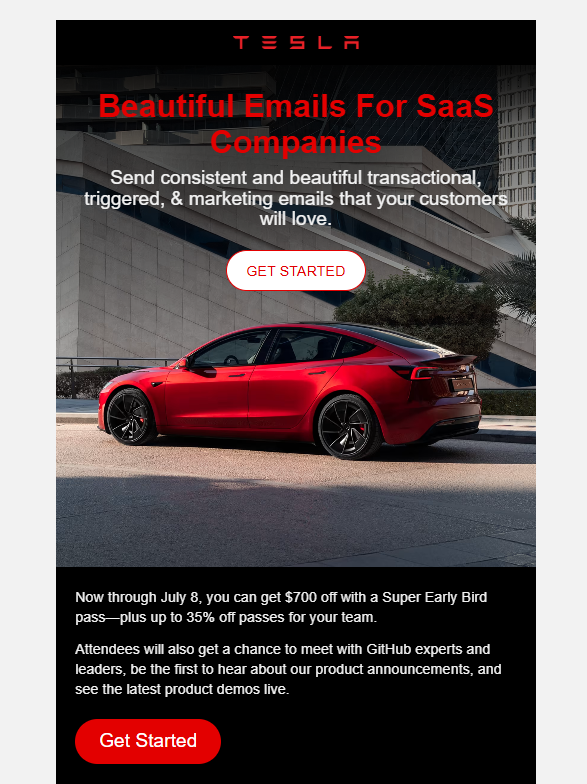 TESLA
Beautiful Emails For SaaS
Companies
Send consistent and beautiful transactional,
triggered, & marketing emails that your customers
will love.
GET STARTED
Now through July 8, you can get $700 off with a Super Early Bird
pass—plus up to 35% off passes for your team.
Attendees will also get a chance to meet with GitHub experts and
leaders, be the first to hear about our product announcements, and
see the latest product demos live.
Get Started